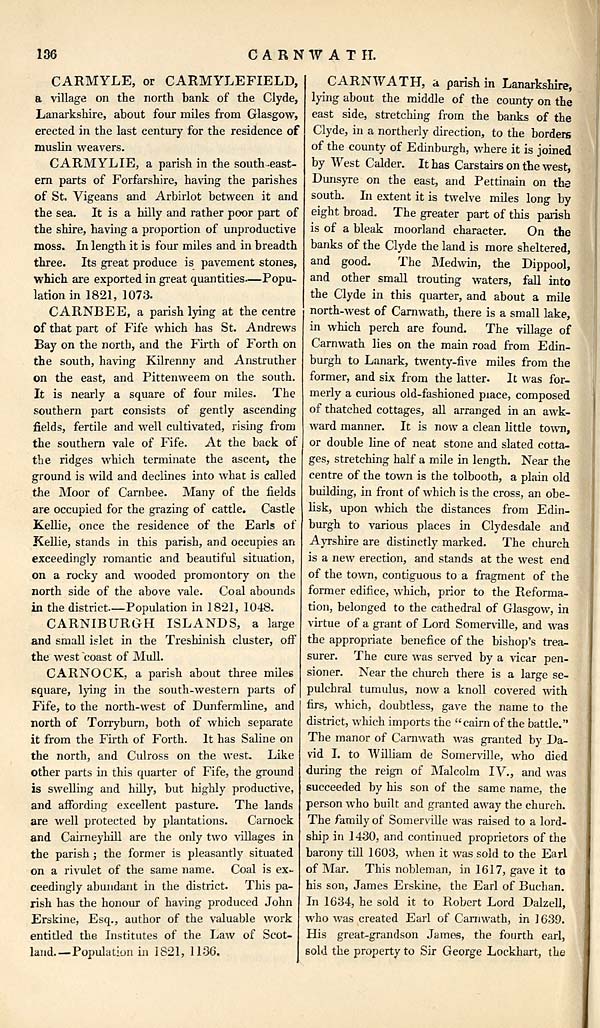 136
CARNWATH.
CARMYLE, or CARMYLEFIELD,
a village on the north bank of the Clyde,
Lanarkshire, about four miles from Glasgow,
erected in the last century for the residence of
muslin weavers.
CARMYLIE, a parish in the south-east-
ern parts of Forfarshire, having the parishes
of St. Vigeans and Arbirlot between it and
the sea. It is a hilly and rather poor part of
the shire, having a proportion of unproductive
moss. In length it is four miles and in breadth
three. Its great produce is pavement stones,
which are exported in great quantities.—Popu-
lation in 1821, 1073.
CARNBEE, a parish lying at the centre
of that part of Fife which has St. Andrews
Bay on the north, and the Firth of Forth on
the south, having Kilrenny and Anstruther
on the east, and Pittenweem on the south.
It is nearly a square of four miles. The
southern part consists of gently ascending
fields, fertile and well cultivated, rising from
the southern vale of Fife. At the back of
the ridges which terminate the ascent, the
ground is wild and declines into what is called
the Moor of Carnbee. Many of the fields
are occupied for the grazing of cattle. Castle
Kellie, once the residence of the Earls of
Kellie, stands in this parish, and occupies an
exceedingly romantic and beautiful situation,
on a rocky and wooded promontory on the
north side of the above vale. Coal abounds
in the district.—Population in 1821, 1048.
CARNIBURGH ISLANDS, a large
and small islet in the Treshinish cluster, off
the west coast of Mull.
CARNOCK, a parish about three miles
square, lying in the south-western parts of
Fife, to the north-west of Dunfermline, and
north of Torryburn, both of which separate
it from the Firth of Forth. It has Saline on
the north, and Culross on the west. Like
other parts in this quarter of Fife, the ground
is swelling and hilly, but highly productive,
and affording excellent pasture. The lands
are well protected by plantations. Carnock
and Cairneyhill are the only two villages in
the parish; the former is pleasantly situated
on a rivulet of the same name. Coal is ex-
ceedingly abundant in the district. This pa-
rish has the honour of having produced John
Erskine, Esq., author of the valuable work
entitled the Institutes of the Law of Scot-
land.—Population in 1821, 1136.
CARNWATH, a parish in Lanarkshire,
lying about the middle of the county on the
east side, stretching from the banks of the
Clyde, in a northerly direction, to the borders
of the county of Edinburgh, where it is joined
by West Calder. It has Carstairs on the west,
Dunsyre on the east, and Pettinain on the
south. In extent it is twelve miles long by
eight broad. The greater part of this parish
is of a bleak moorland character. On the
banks of the Clyde the land is more sheltered,
and good. The Medwin, the Dippool,
and other small trouting waters, fall into
the Clyde in this quarter, and about a mile
north-west of Carnwath, there is a small lake,
in which perch are found. The village of
Carnwath lies on the main road from Edin-
burgh to Lanark, twenty-five miles from the
former, and six from the latter. It was for-
merly a curious old-fashioned place, composed
of thatched cottages, all arranged in an awk-
ward manner. It is now a clean little town,
or double line of neat stone and slated cotta-
ges, stretching half a mile in length. Near the
centre of the town is the tolbooth, a plain old
building, in front of which is the cross, an obe-
lisk, upon which the distances from Edin-
burgh to various places in Clydesdale and
Ayrshire are distinctly marked. The church
is a new erection, and stands at the west end
of the town, contiguous to a fragment of the
former edifice, which, prior to the Reforma-
tion, belonged to the cathedral of Glasgow, in
virtue of a grant of Lord Somerville, and was
the appropriate benefice of the bishop's trea-
surer. The cure was served by a vicar pen-
sioner. Near the church there is a large se-
pulchral tumulus, now a knoll covered with
firs, which, doubtless, gave the name to the
district, which imports the "cairn of the battle."
The manor of Carnwath was granted by Da-
vid I. to William de Somerville, who died
during the reign of Malcolm IV., and was
succeeded by his son of the same name, the
person who built and granted away the church.
The family of Somerville was raised to a lord-
ship in 1430, and continued proprietors of the
barony till 1603, when it was sold to the Earl
of Mar. This nobleman, in 1617, gave it to
his son, James Erskine, the Earl of Buchan.
In 1634, he sold it to Robert Lord Dalzell,
who was created Earl of Carnwath, in 1639.
His great-grandson James, the fourth earl,
sold the property to Sir George Lockhart, the